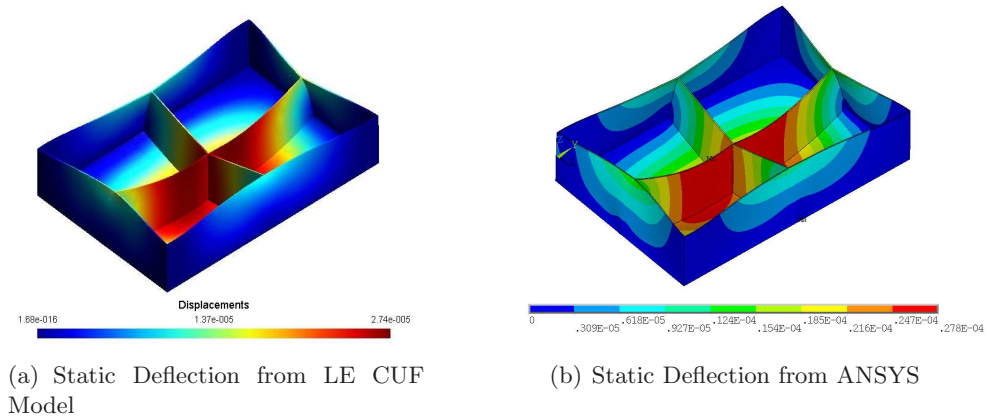 Displacements
1.68e-016 1.37e-005 2.74e-005
0 .309E-05 .618E-05 .927E-05 .124E-04 .154E-04 .185E-04 .216E-04 .247E-04 .278E-04
(a) Static Deflection from LE CUF
Model
(b) Static Deflection from ANSYS